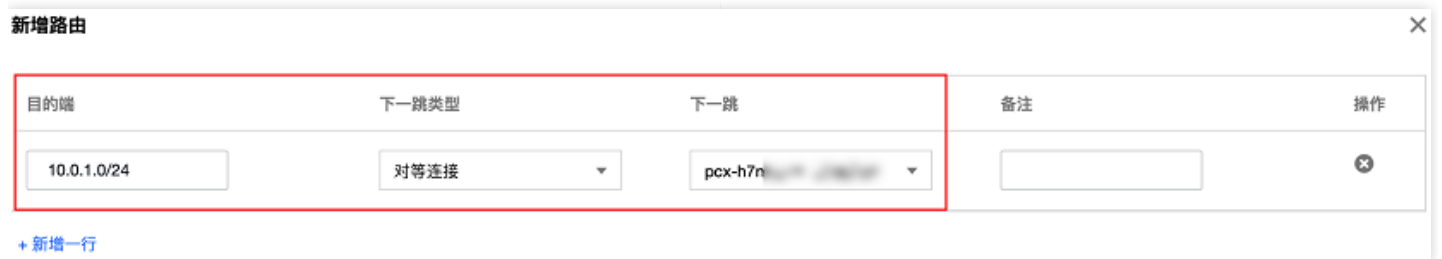 新增路由
目的端 下一跳类型 下一跳 备注 操作
10.0.1.0/24 对等连接 pcx-h7n
+ 新增一行